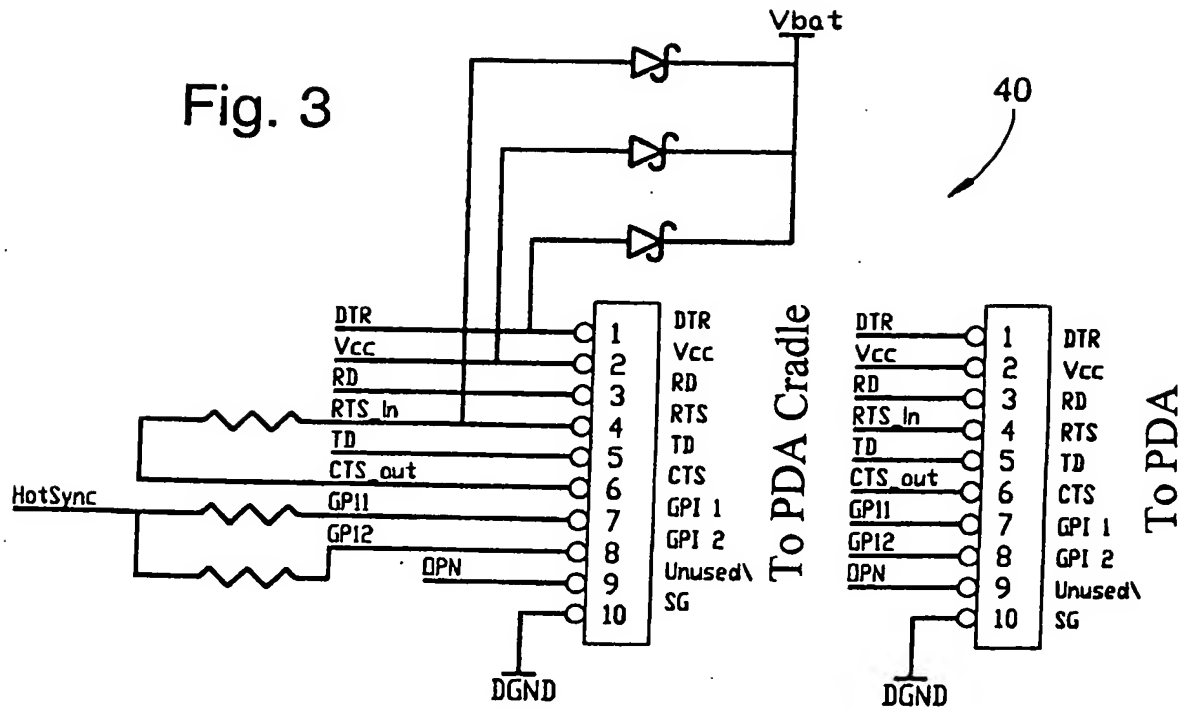 Vbat
Fig. 3
40
DTR
Vcc
RD
RTS_In
TD
CTS_out
HotSync
GPI1
GPI2
OPN
DGND
1
2
3
4
5
6
7
8
9
10
DTR
Vcc
RD
RTS
TD
CTS
GPI 1
GPI 2
Unused\
SG
To PDA Cradle
DTR
Vcc
RD
RTS_In
TD
CTS_out
GPI1
GPI2
OPN
DGND
1
2
3
4
5
6
7
8
9
10
DTR
Vcc
RD
RTS
TD
CTS
GPI 1
GPI 2
Unused\
SG
To PDA